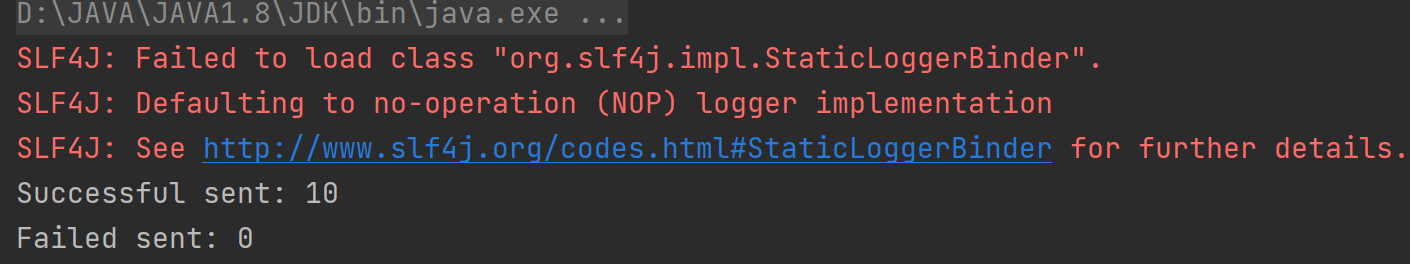 D:\JAVA\JAVA1.8\JDK\bin\java.exe ...
SLF4J: Failed to load class "org.slf4j.impl.StaticLoggerBinder".
SLF4J: Defaulting to no-operation (NOP) logger implementation
SLF4J: See http://www.slf4j.org/codes.html#StaticLoggerBinder for further details.
Successful sent: 10
Failed sent: 0